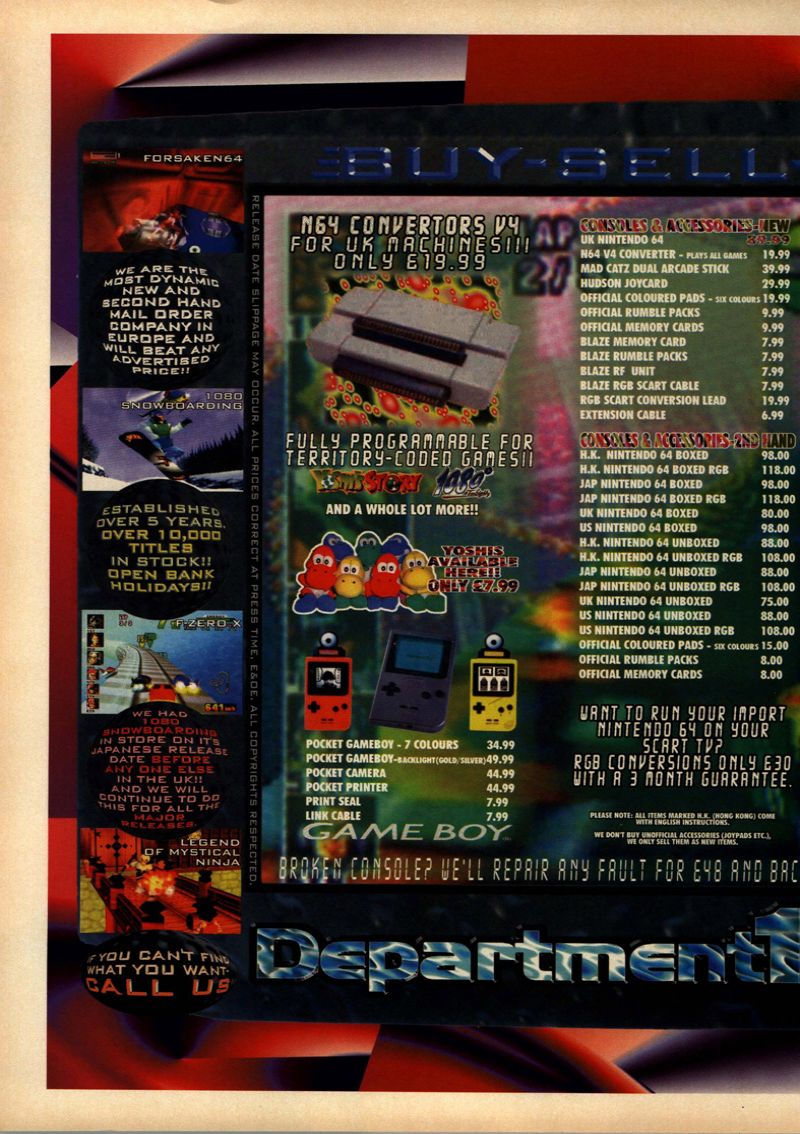 BUY-SELL-
FORSAKEN64
WE ARE THE
MOST DYNAMIC
NEW AND
SECOND HAND
MAIL ORDER
COMPANY IN
EUROPE AND
WILL BEAT ANY
ADVERTISED
PRICE!!
1080
SNOWBOARDING
ESTABLISHED
OVER 5 YEARS,
OVER 10,000
TITLES
IN STOCK!!
OPEN BANK
HOLIDAYS!!
F-ZERO X
641
WE HAD
1080
SNOWBOARDING
IN STORE ON IT'S
JAPANESE RELEASE
DATE BEFORE
ANY ONE ELSE
IN THE UK!!
AND WE WILL
CONTINUE TO DO
THIS FOR ALL THE
MAJOR
RELEASES.
LEGEND
OF MYSTICAL
NINJA
IF YOU CAN'T FIND
WHAT YOU WANT-
CALL US
RELEASE DATE SLIPPAGE MAY OCCUR. ALL PRICES CORRECT AT PRESS TIME, E&OE. ALL COPYRIGHTS RESPECTED.
N64 CONVERTORS V4
FOR UK MACHINES!!!
ONLY £19.99
FULLY PROGRAMMABLE FOR
TERRITORY-CODED GAMES!!
YOSHI'S STORY 1080°
AND A WHOLE LOT MORE!!
YOSHIS
AVAILABLE
HERE!!
ONLY £7.99
POCKET GAMEBOY - 7 COLOURS 34.99
POCKET GAMEBOY-BACKLIGHT(GOLD/SILVER)49.99
POCKET CAMERA 44.99
POCKET PRINTER 44.99
PRINT SEAL 7.99
LINK CABLE 7.99
GAME BOY
CONSOLES & ACCESSORIES-NEW
UK NINTENDO 64
N64 V4 CONVERTER - PLAYS ALL GAMES 19.99
MAD CATZ DUAL ARCADE STICK 39.99
HUDSON JOYCARD 29.99
OFFICIAL COLOURED PADS - SIX COLOURS 19.99
OFFICIAL RUMBLE PACKS 9.99
OFFICIAL MEMORY CARDS 9.99
BLAZE MEMORY CARD 7.99
BLAZE RUMBLE PACKS 7.99
BLAZE RF UNIT 7.99
BLAZE RGB SCART CABLE 7.99
RGB SCART CONVERSION LEAD 19.99
EXTENSION CABLE 6.99
CONSOLES & ACCESSORIES-2ND HAND
H.K. NINTENDO 64 BOXED 98.00
H.K. NINTENDO 64 BOXED RGB 118.00
JAP NINTENDO 64 BOXED 98.00
JAP NINTENDO 64 BOXED RGB 118.00
UK NINTENDO 64 BOXED 80.00
US NINTENDO 64 BOXED 98.00
H.K. NINTENDO 64 UNBOXED 88.00
H.K. NINTENDO 64 UNBOXED RGB 108.00
JAP NINTENDO 64 UNBOXED 88.00
JAP NINTENDO 64 UNBOXED RGB 108.00
UK NINTENDO 64 UNBOXED 75.00
US NINTENDO 64 UNBOXED 88.00
US NINTENDO 64 UNBOXED RGB 108.00
OFFICIAL COLOURED PADS - SIX COLOURS 15.00
OFFICIAL RUMBLE PACKS 8.00
OFFICIAL MEMORY CARDS 8.00
WANT TO RUN YOUR IMPORT
NINTENDO 64 ON YOUR
SCART TV?
RGB CONVERSIONS ONLY £30
WITH A 3 MONTH GUARANTEE.
PLEASE NOTE: ALL ITEMS MARKED H.K. (HONG KONG) COME
WITH ENGLISH INSTRUCTIONS.
WE DON'T BUY UNOFFICIAL ACCESSORIES (JOYPADS ETC.),
WE ONLY SELL THEM AS NEW ITEMS.
BROKEN CONSOLE? WE'LL REPAIR ANY FAULT FOR £48 AND BAC
Department1